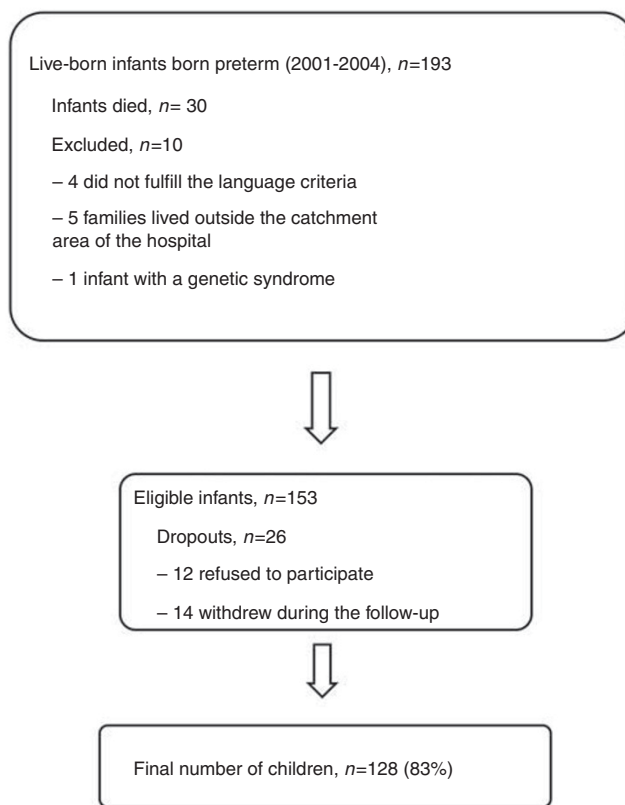 Live-born infants born preterm (2001-2004), n=193
Infants died, n= 30
Excluded, n=10
– 4 did not fulfill the language criteria
– 5 families lived outside the catchment
area of the hospital
– 1 infant with a genetic syndrome
Eligible infants, n=153
Dropouts, n=26
– 12 refused to participate
– 14 withdrew during the follow-up
Final number of children, n=128 (83%)